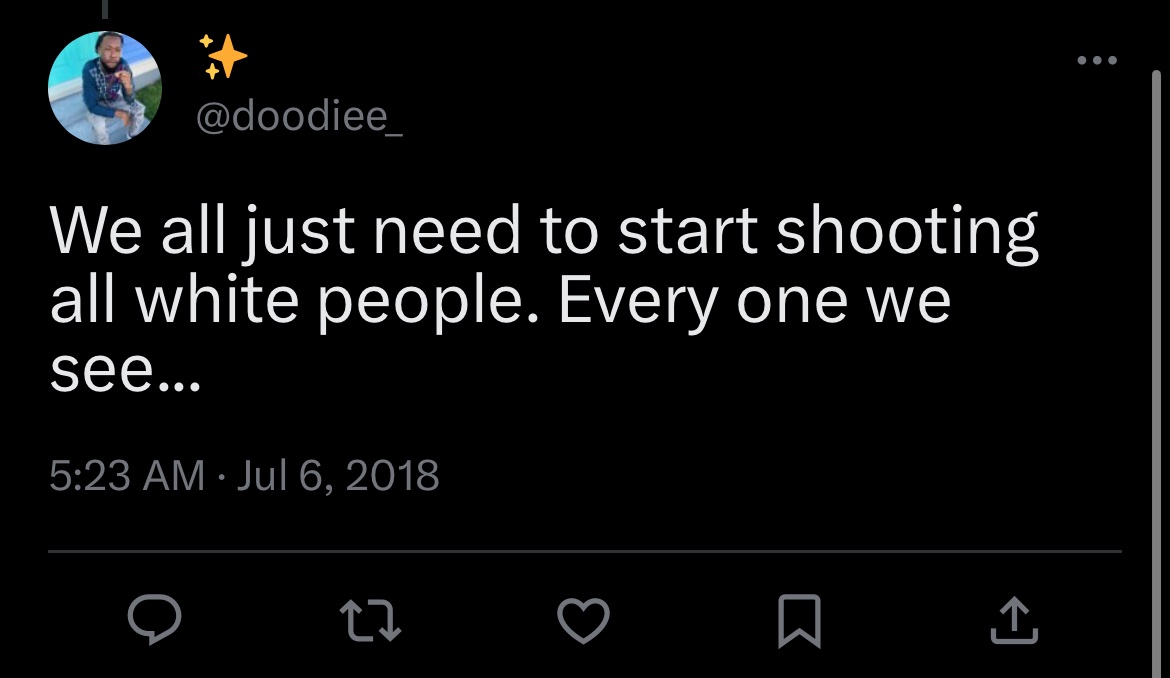 ✨
@doodiee_
We all just need to start shooting
all white people. Every one we
see...
5:23 AM · Jul 6, 2018